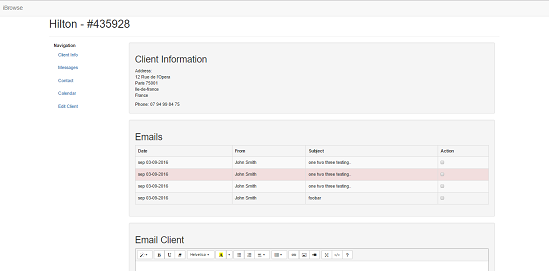 iBrowse
Hilton - #435928
Navigation
Client Info
Messages
Contact
Calendar
Edit Client
Client Information
Address:
12 Rue de l'Opera
Paris 75001
Ile-de-france
France
Phone: 07 94 99 04 75
Emails
Date From Subject Action
sep 03-09-2016 John Smith one two three testing..
sep 03-09-2016 John Smith one two three testing..
sep 03-09-2016 John Smith one two three testing..
sep 03-09-2016 John Smith foobar
Email Client
B U Helvetica A </> ?